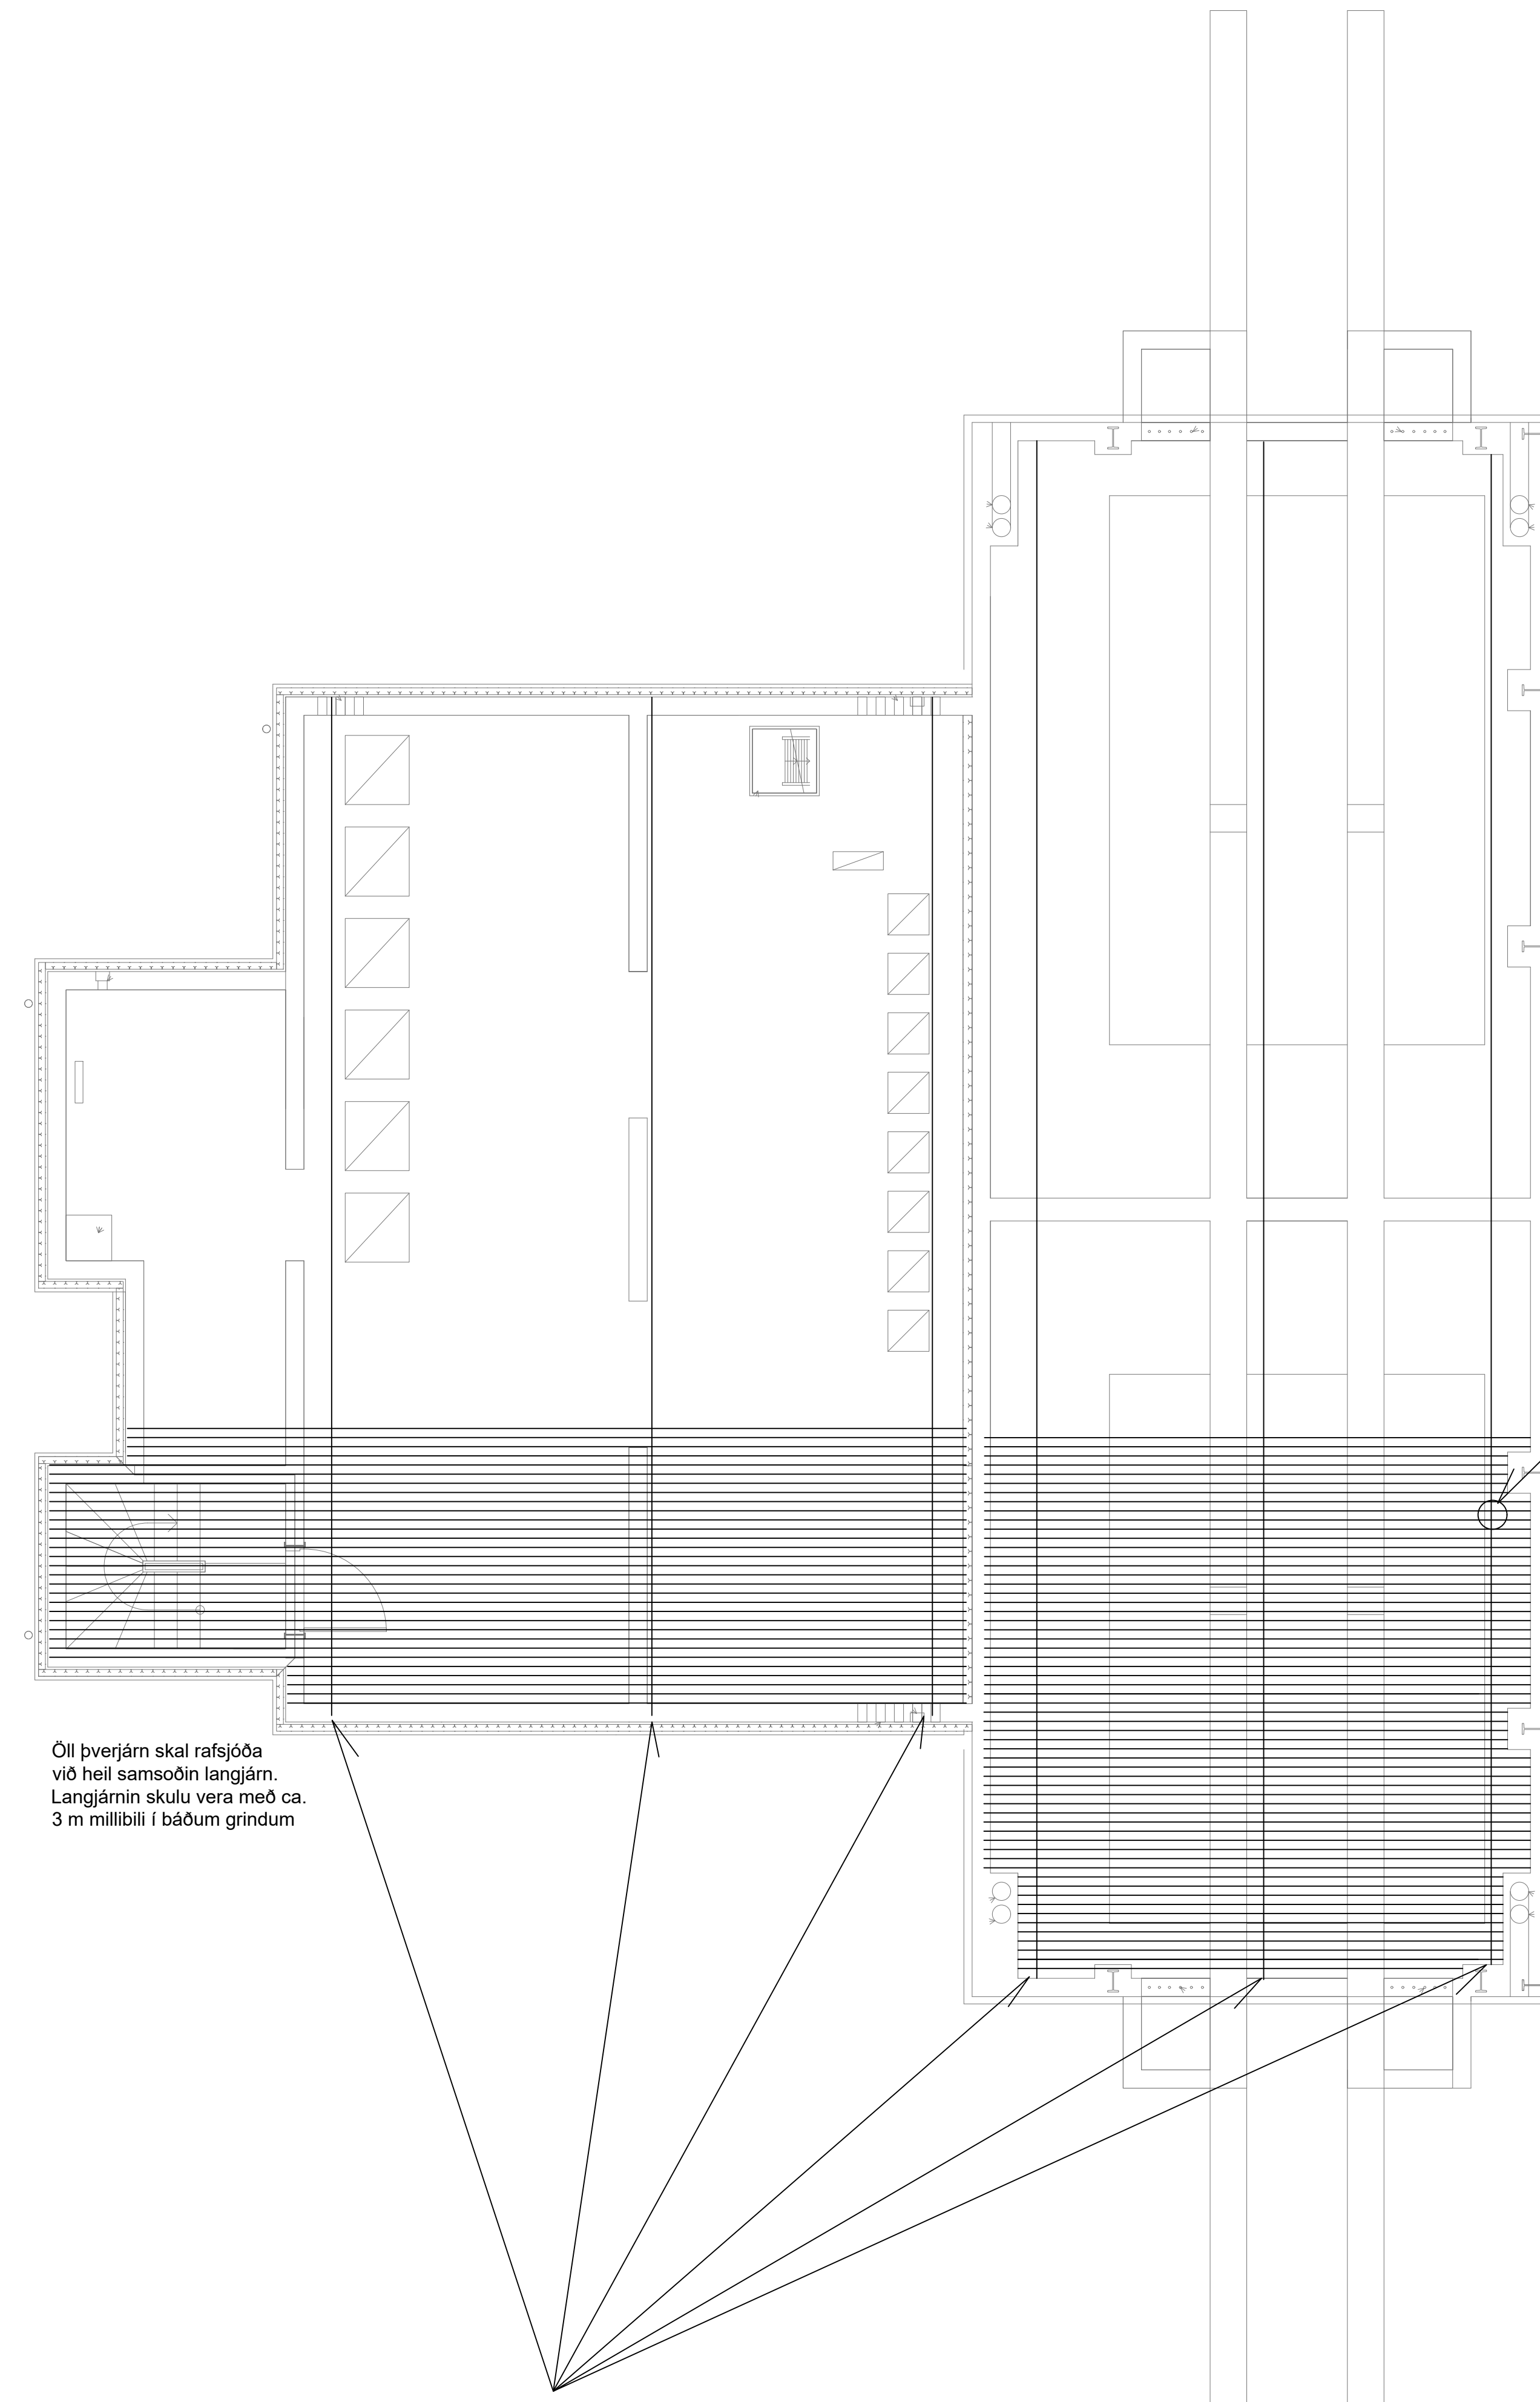 Öll þverjárn skal rafsjóða
við heil samsoðin langjárn.
Langjárnin skulu vera með ca.
3 m millibili í báðum grindum